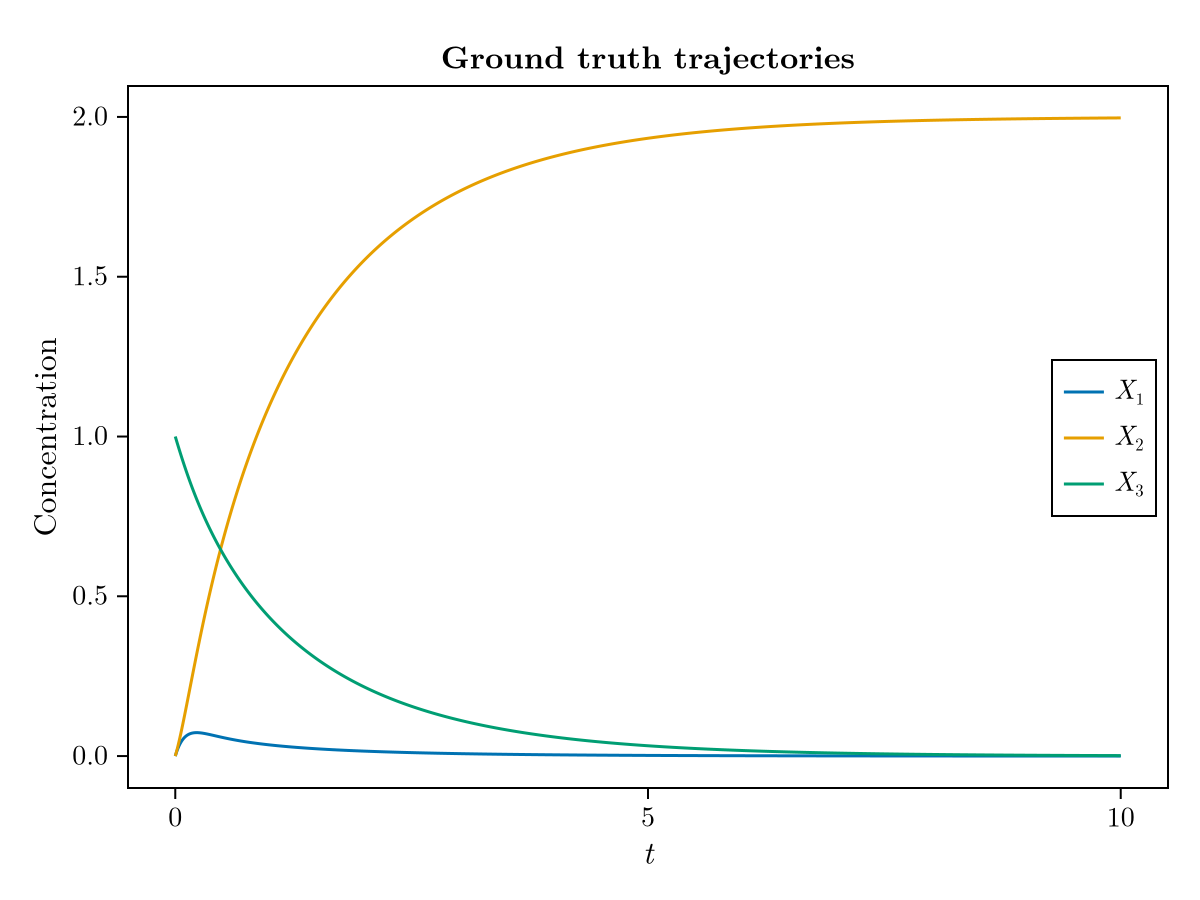 Ground truth trajectories
2.0
1.5
1.0
0.5
0.0
Concentration
X₁
X₂
X₃
0 5 10
t